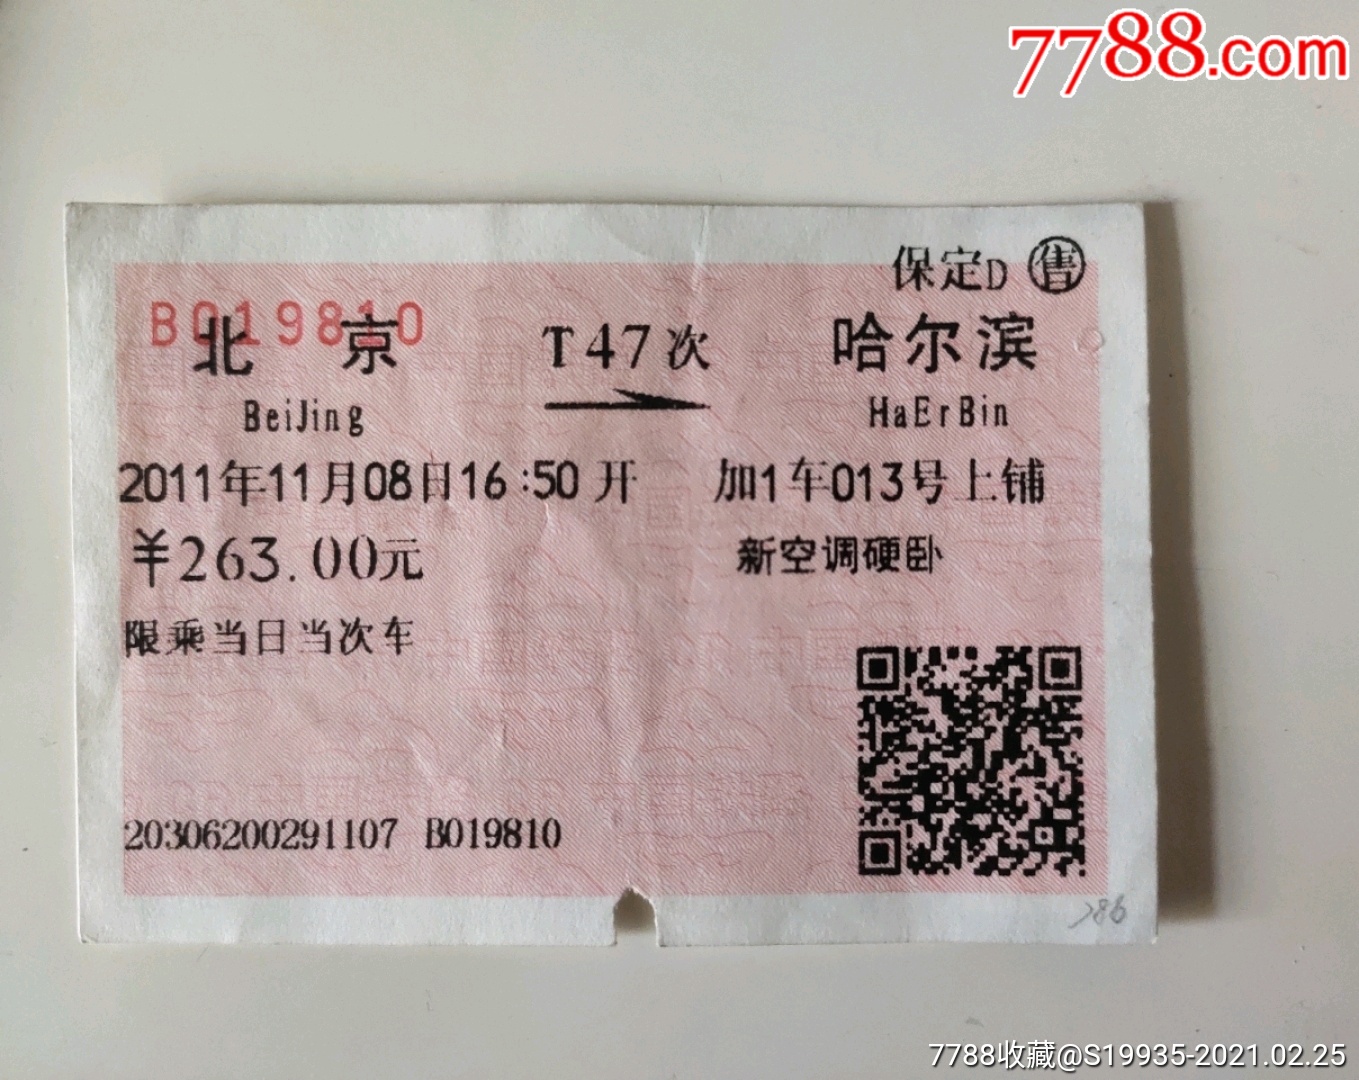 7788.com
保定D 售
B019810
北 京 T47次 哈尔滨
BeiJing HaErBin
2011年11月08日16:50开 加1车013号上铺
¥263.00元 新空调硬卧
限乘当日当次车
20306200291107 B019810
7788收藏@S19935-2021.02.25